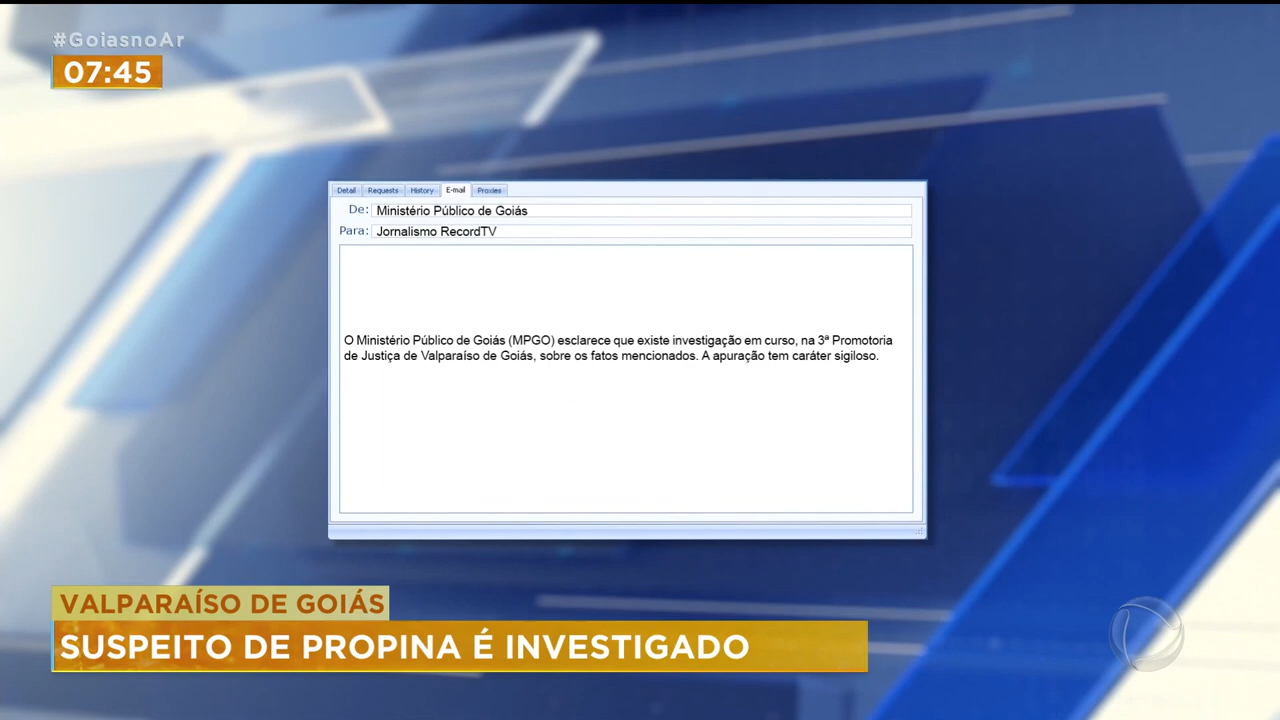 #GoiasnoAr
07:45
Detail Requests History E-mail Proxies
De: Ministério Público de Goiás
Para: Jornalismo RecordTV
O Ministério Público de Goiás (MPGO) esclarece que existe investigação em curso, na 3ª Promotoria
de Justiça de Valparaíso de Goiás, sobre os fatos mencionados. A apuração tem caráter sigiloso.
VALPARAÍSO DE GOIÁS
SUSPEITO DE PROPINA É INVESTIGADO